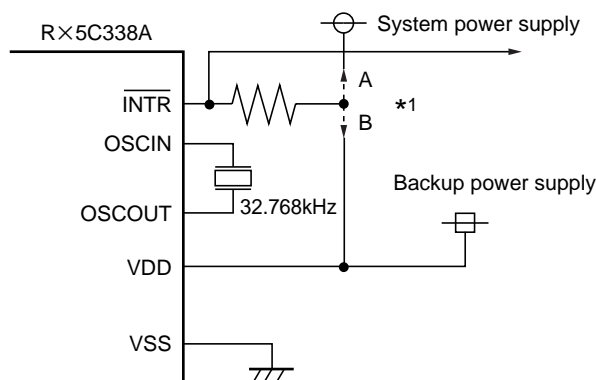 System power supply
R×5C338A
A
INTR
*1
B
OSCIN
Backup power supply
32.768kHz
OSCOUT
VDD
VSS